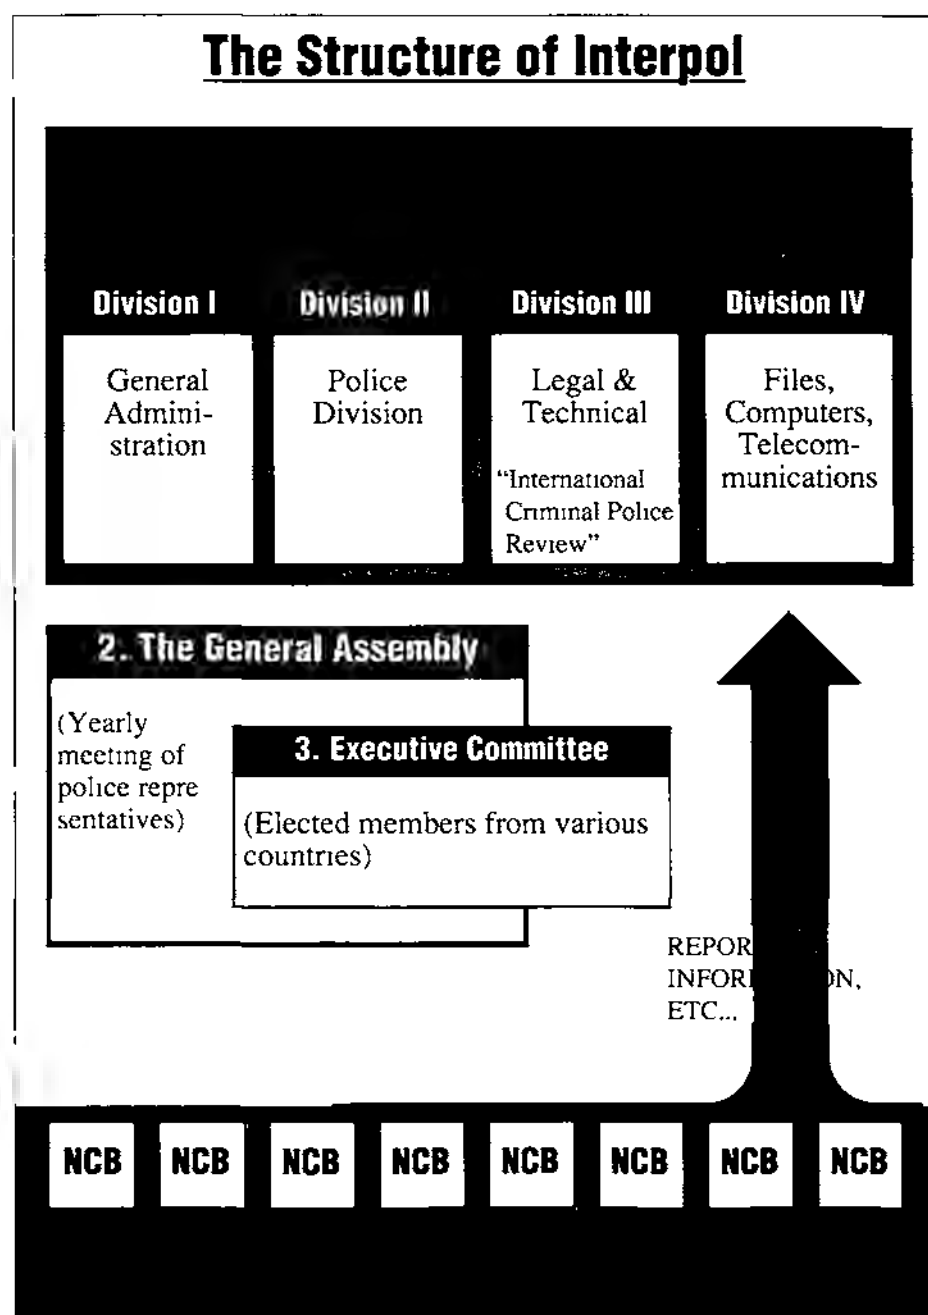 The Structure of Interpol
Division I
Division II
Division III
Division IV
General
Admini-
stration
Police
Division
Legal &
Technical
"International
Criminal Police
Review"
Files,
Computers,
Telecom-
munications
2. The General Assembly
(Yearly
meeting of
police repre
sentatives)
3. Executive Committee
(Elected members from various
countries)
ETC...
NCB NCB NCB NCB NCB NCB NCB NCB